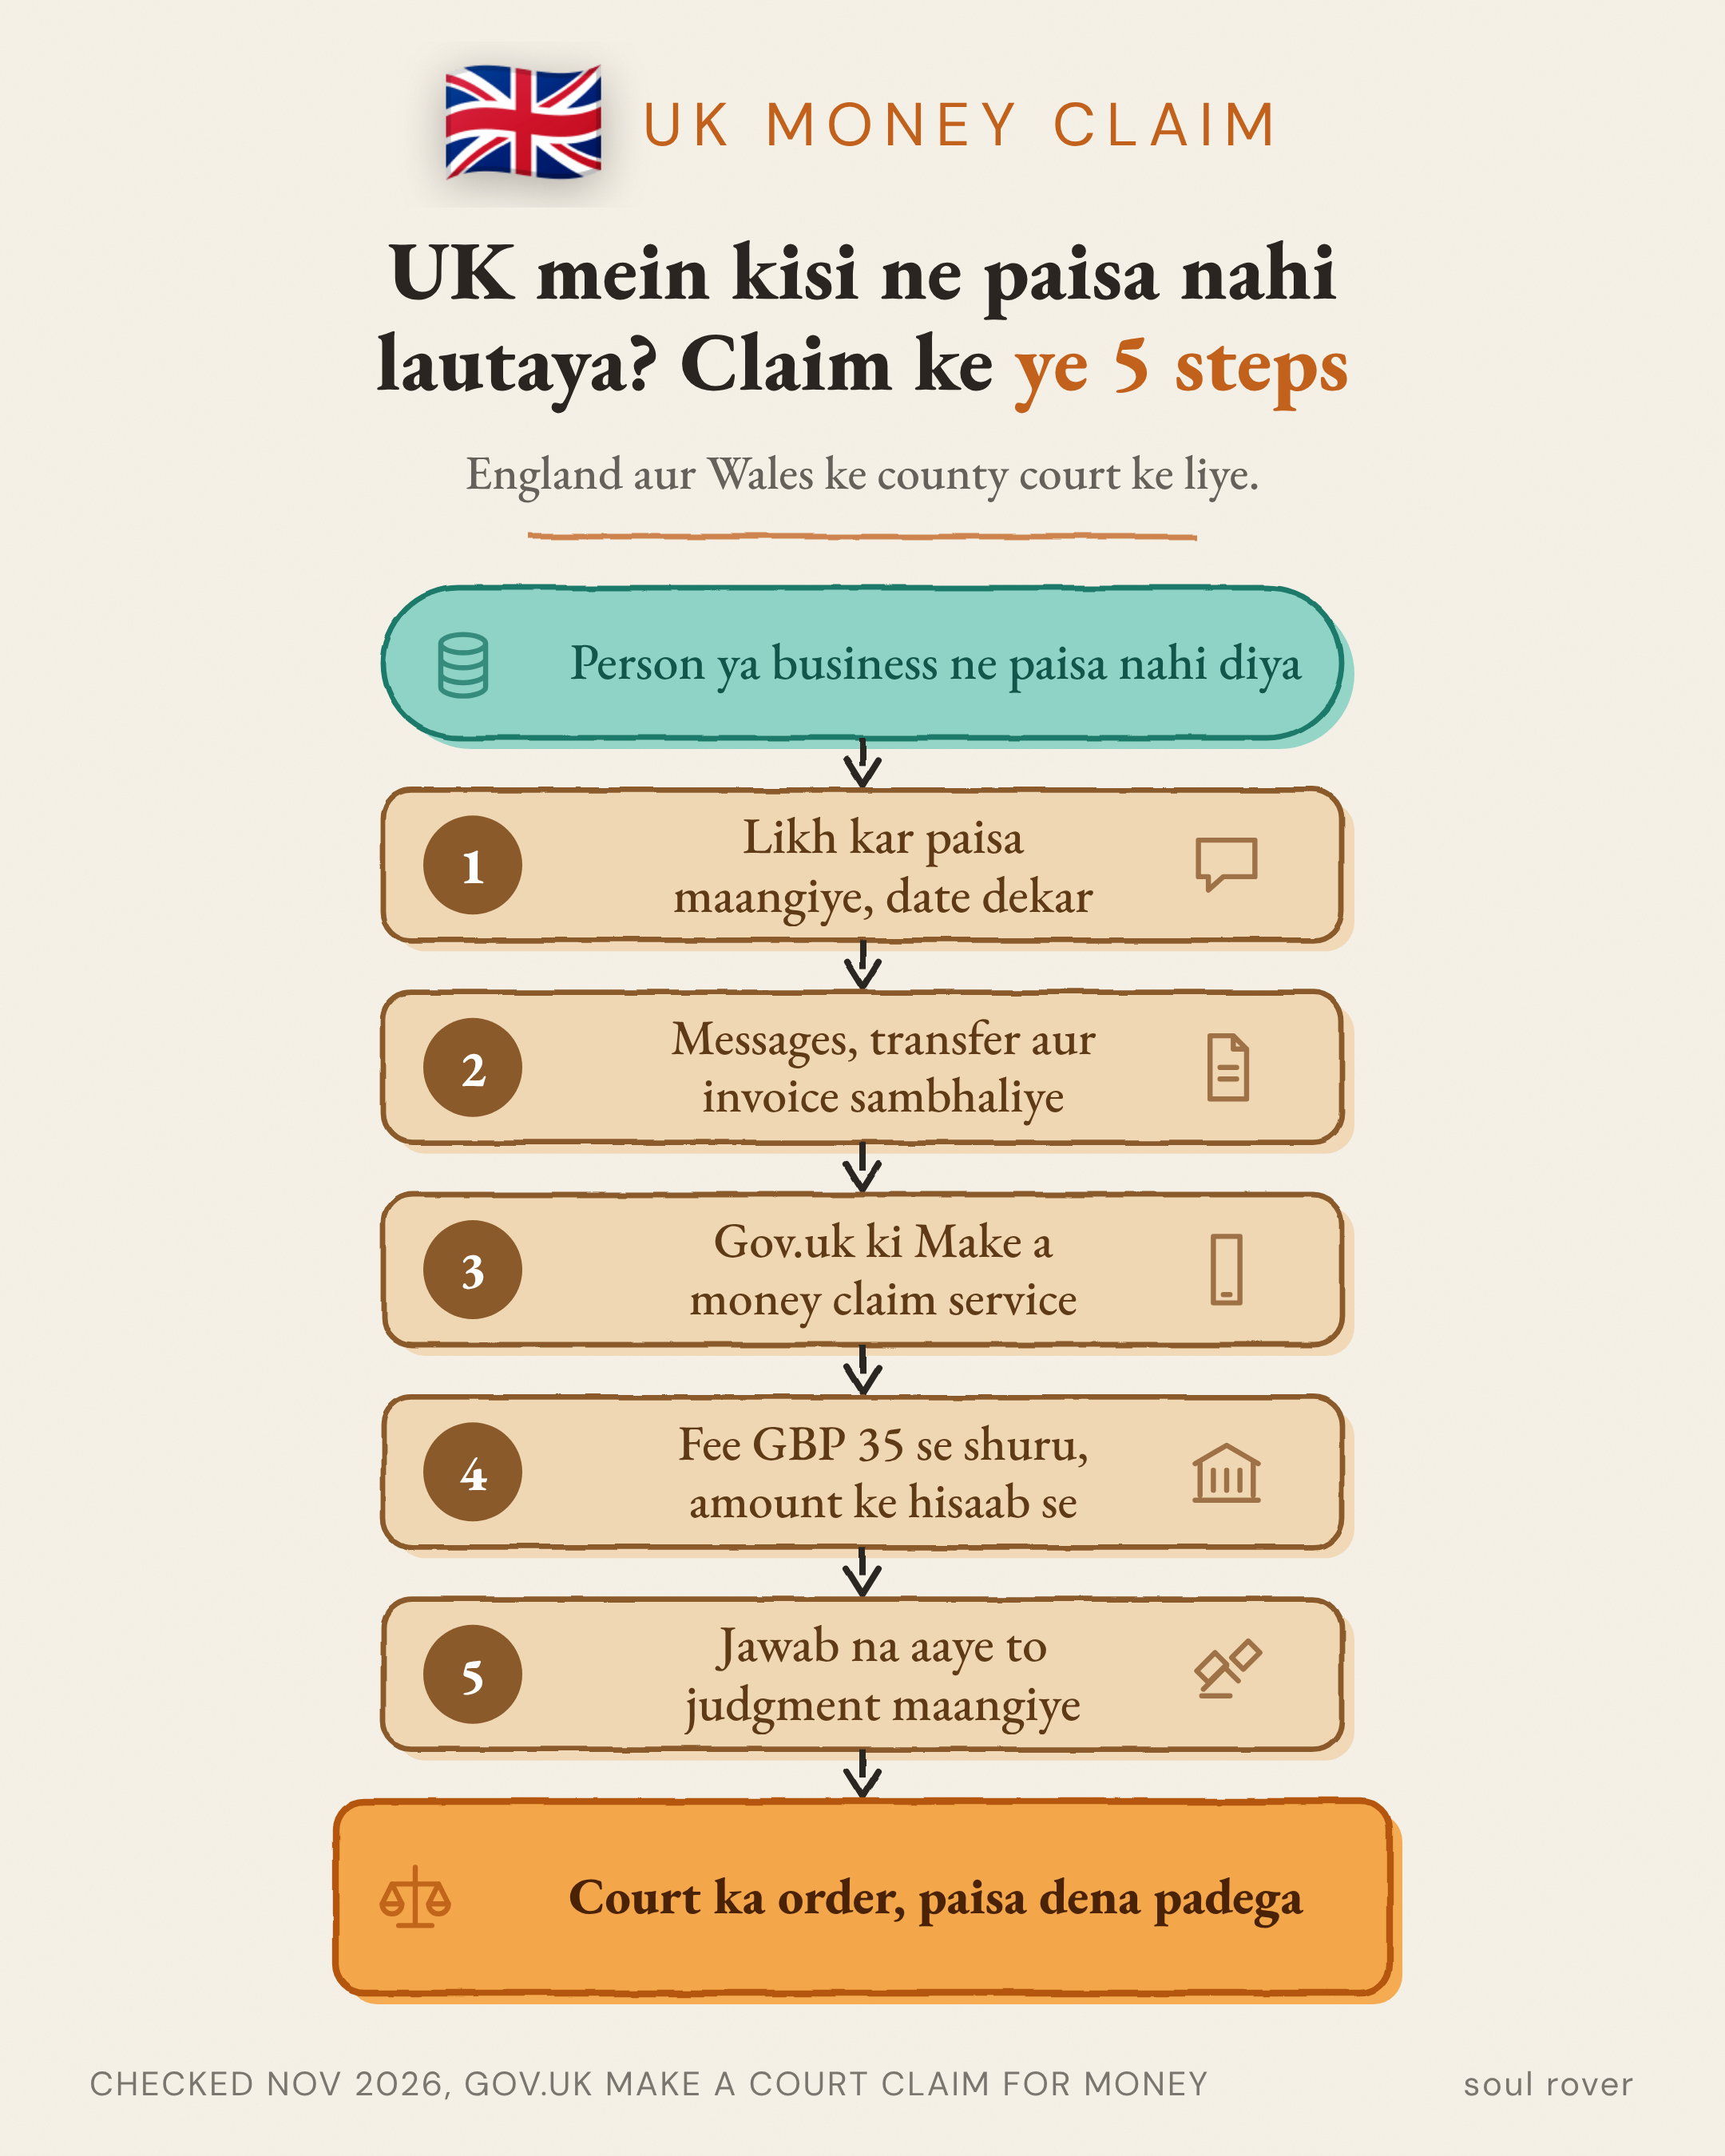 UK MONEY CLAIM
UK mein kisi ne paisa nahi
lautaya? Claim ke ye 5 steps
England aur Wales ke county court ke liye.
Person ya business ne paisa nahi diya
1
Likh kar paisa
maangiye, date dekar
2
Messages, transfer aur
invoice sambhaliye
3
Gov.uk ki Make a
money claim service
4
Fee GBP 35 se shuru,
amount ke hisaab se
5
Jawab na aaye to
judgment maangiye
Court ka order, paisa dena padega
CHECKED NOV 2026, GOV.UK MAKE A COURT CLAIM FOR MONEY
soul rover